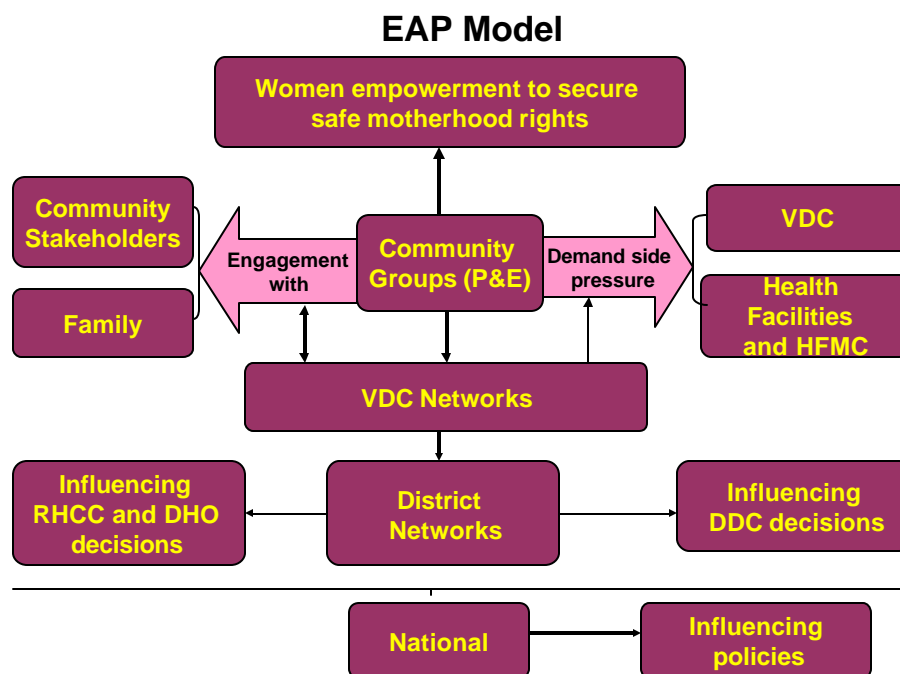 EAP Model
Women empowerment to secure
safe motherhood rights
Community
Stakeholders
Family
Engagement
with
Community
Groups (P&E)
Demand side
pressure
VDC
Health
Facilities
and HFMC
VDC Networks
Influencing
RHCC and DHO
decisions
District
Networks
Influencing
DDC decisions
National
Influencing
policies